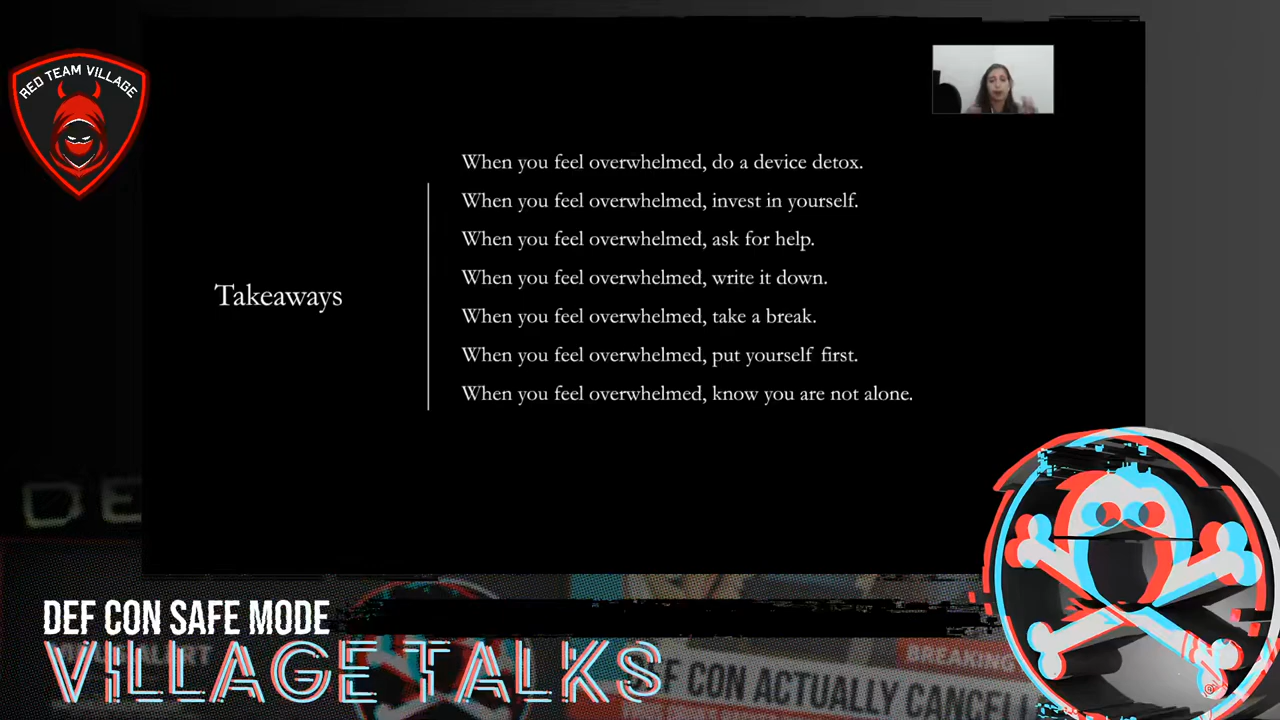 RED TEAM VILLAGE
When you feel overwhelmed, do a device detox.
When you feel overwhelmed, invest in yourself.
When you feel overwhelmed, ask for help.
When you feel overwhelmed, write it down.
Takeaways
When you feel overwhelmed, take a break.
When you feel overwhelmed, put yourself first.
When you feel overwhelmed, know you are not alone.
DE
DEF CON SAFE MODE
VILLAGE TALKS
BREAKING
DEF CON ACTUALLY CANCELL